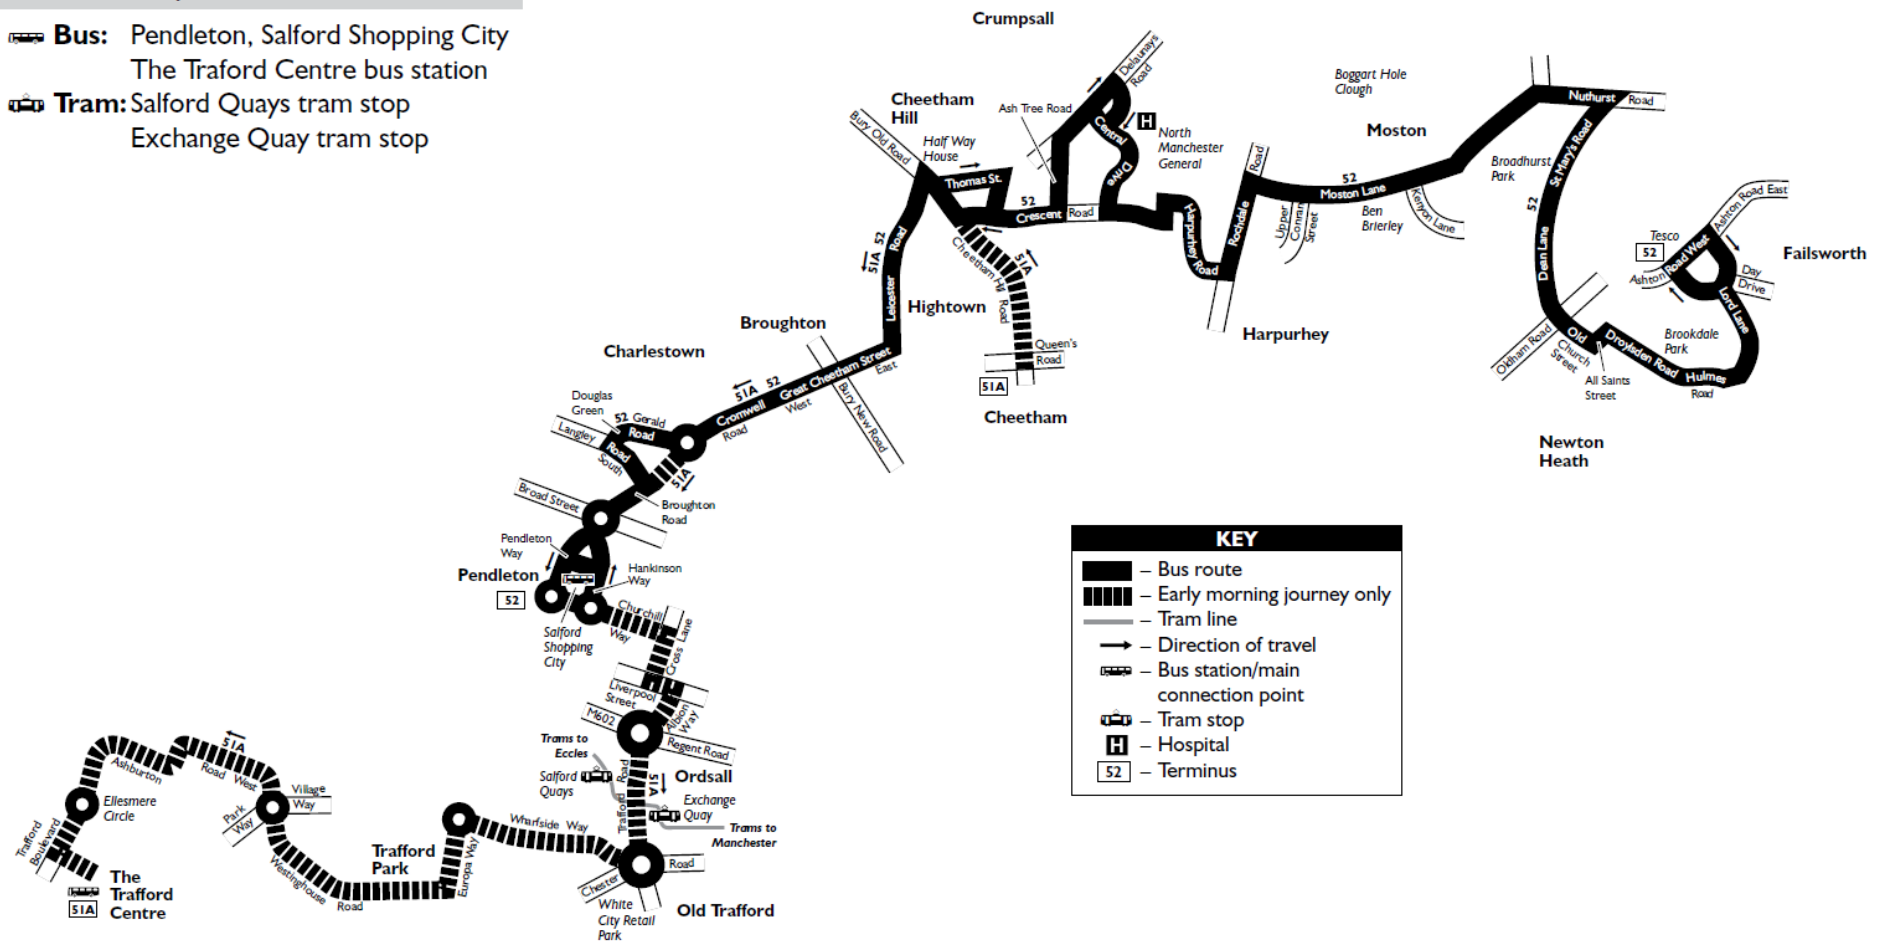 Bus: Pendleton, Salford Shopping City
The Traford Centre bus station
Tram: Salford Quays tram stop
Exchange Quay tram stop
Crumpsall
Delaunays
Road
Boggart Hole
Clough
Nuthurst Road
Cheetham
Hill
Ash Tree Road
Bury Old Road
Half Way
House
Central
Drive
H
North
Manchester
General
Moston
Broadhurst
Park
St Mary's Road
Thomas St.
52
Crescent Road
Harpurhey
Road
Rochdale
Road
52
Moston Lane
Upper
Conran
Street
Ben
Brierley
Kenyon Lane
52
Dean Lane
Ashton Road East
Tesco
52
Ashton Road West
Failsworth
Day
Drive
Lord Lane
51A 52
Leicester Road
Cheetham Hill
Road
51A
Hightown
Queen's
Road
51A
Cheetham
Harpurhey
Oldham Road
Old
Church
Street
All Saints
Street
Droylsden Road
Brookdale
Park
Hulmes
Road
Newton
Heath
Broughton
Charlestown
51A 52
Great Cheetham Street
East
West
Cromwell
Road
Bury New Road
Douglas
Green
52 Gerald
Road
Langley
Road
South
51A
Broad Street
Broughton
Road
Pendleton
Way
Pendleton
52
Hankinson
Way
Salford
Shopping
City
Churchill
Way
Cross Lane
Liverpool
Street
Albion
Way
M602
Regent Road
Trams to
Eccles
Salford
Quays
Trafford Road
51A
Ordsall
Exchange
Quay
Trams to
Manchester
51A
Ashburton
Road West
Ellesmere
Circle
Trafford
Boulevard
Park
Way
Village
Way
Westinghouse
Road
Trafford
Park
Europa Way
Wharfside Way
Chester
Road
White
City Retail
Park
Old Trafford
The
Trafford
Centre
51A
KEY
– Bus route
– Early morning journey only
– Tram line
– Direction of travel
– Bus station/main
connection point
– Tram stop
H – Hospital
52 – Terminus